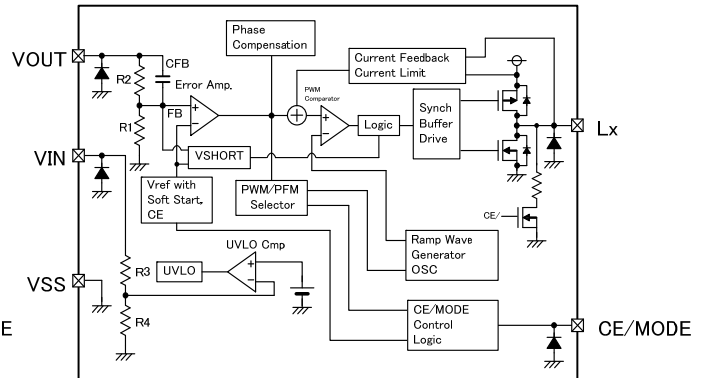 Phase
Compensation
VOUT
R2
CFB
Error Amp.
FB
R1
Current Feedback
Current Limit
PWM
Comparator
Logic
Synch
Buffer
Drive
Lx
VIN
VSHORT
Vref with
Soft Start,
CE
PWM/PFM
Selector
CE/
UVLO Cmp
Ramp Wave
Generator
OSC
VSS
R3
UVLO
R4
CE/MODE
Control
Logic
CE/MODE
E